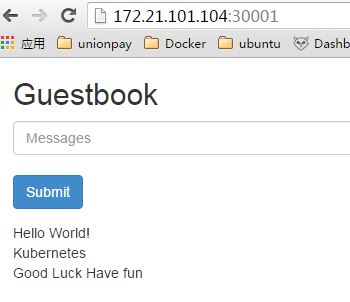 172.21.101.104:30001
应用 unionpay Docker ubuntu Dashb
Guestbook
Messages
Submit
Hello World!
Kubernetes
Good Luck Have fun